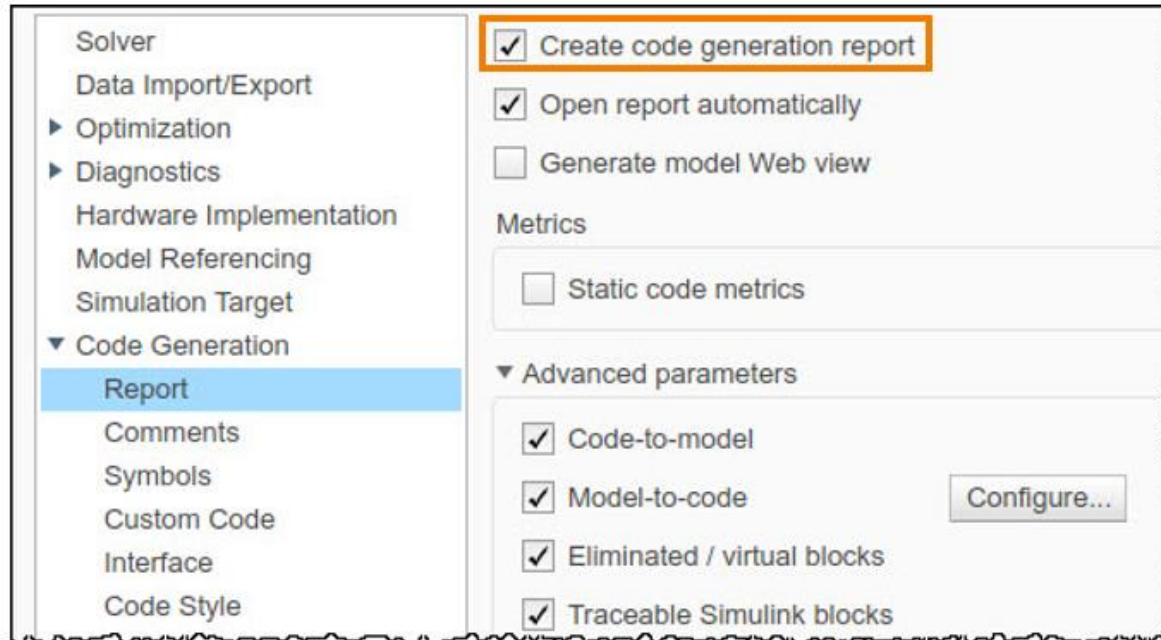 Solver
Data Import/Export
Optimization
Diagnostics
Hardware Implementation
Model Referencing
Simulation Target
Code Generation
Report
Comments
Symbols
Custom Code
Interface
Code Style
Create code generation report
Open report automatically
Generate model Web view
Metrics
Static code metrics
Advanced parameters
Code-to-model
Model-to-code Configure...
Eliminated / virtual blocks
Traceable Simulink blocks